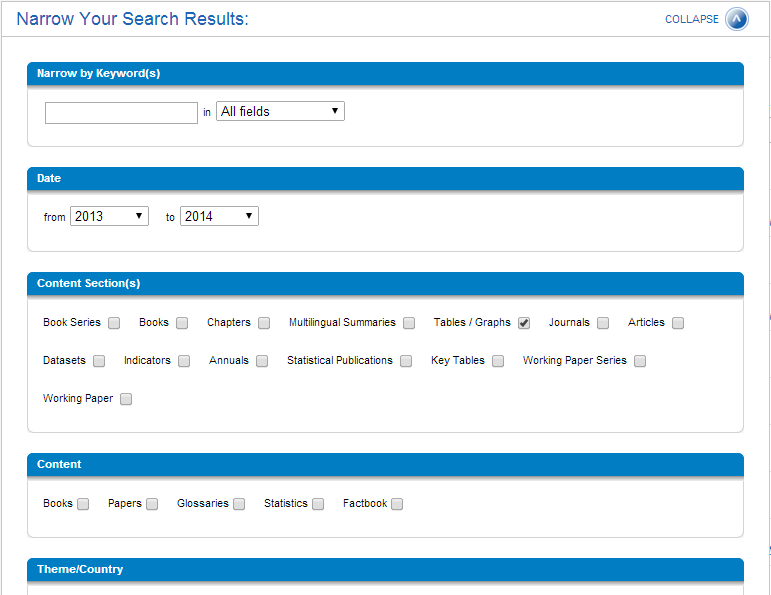 Narrow Your Search Results:
COLLAPSE
Narrow by Keyword(s)
in All fields
Date
from 2013 to 2014
Content Section(s)
Book Series Books Chapters Multilingual Summaries Tables / Graphs Journals Articles
Datasets Indicators Annuals Statistical Publications Key Tables Working Paper Series
Working Paper
Content
Books Papers Glossaries Statistics Factbook
Theme/Country